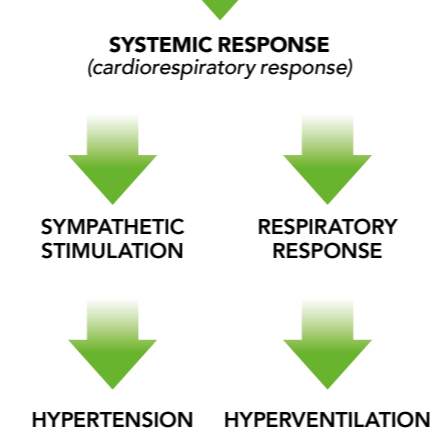 SYSTEMIC RESPONSE
(cardiorespiratory response)
SYMPATHETIC
STIMULATION
RESPIRATORY
RESPONSE
HYPERTENSION
HYPERVENTILATION